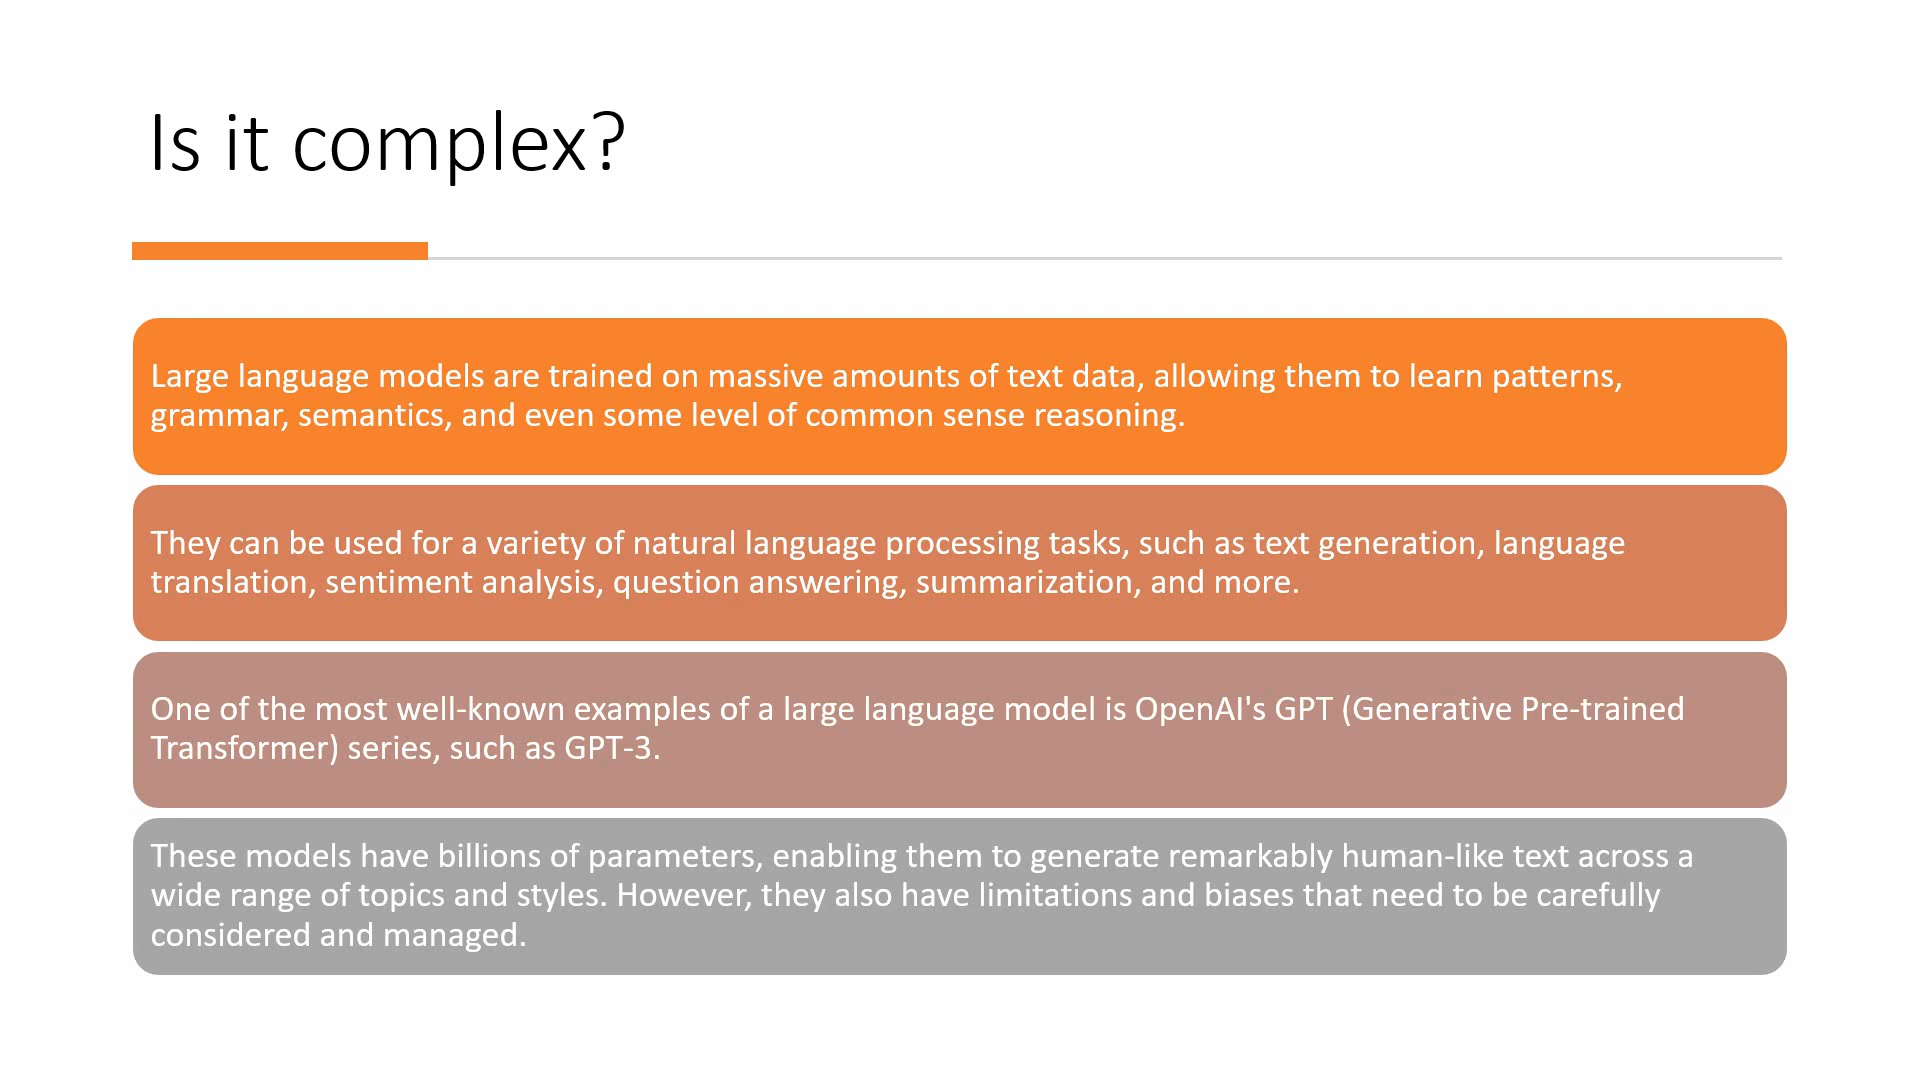 Is it complex?
Large language models are trained on massive amounts of text data, allowing them to learn patterns,
grammar, semantics, and even some level of common sense reasoning.
They can be used for a variety of natural language processing tasks, such as text generation, language
translation, sentiment analysis, question answering, summarization, and more.
One of the most well-known examples of a large language model is OpenAI's GPT (Generative Pre-trained
Transformer) series, such as GPT-3.
These models have billions of parameters, enabling them to generate remarkably human-like text across a
wide range of topics and styles. However, they also have limitations and biases that need to be carefully
considered and managed.